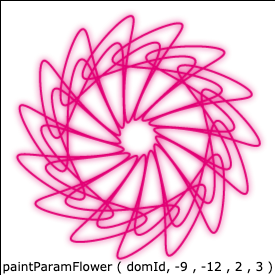 paintParamFlower ( domId, -9 , -12 , 2 , 3 )